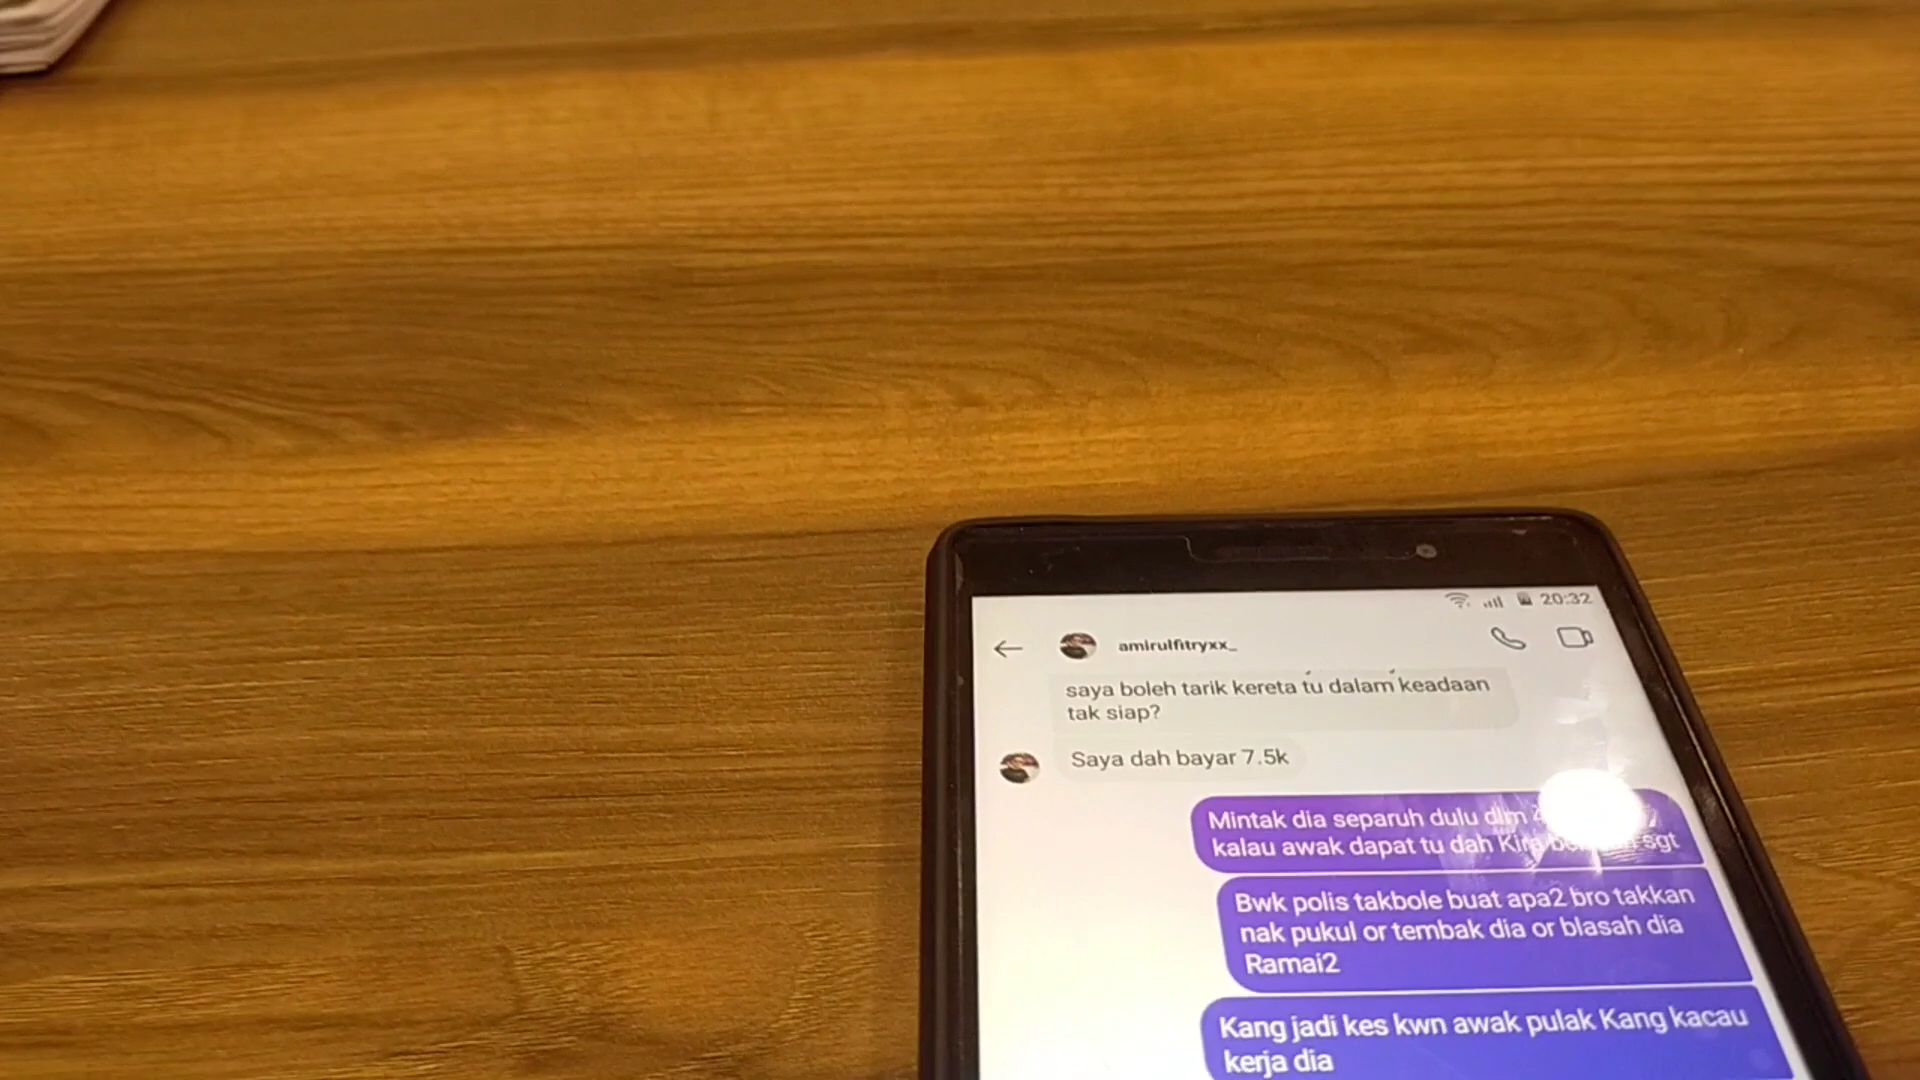 20:32
amirulfitryxx_
saya boleh tarik kereta tu dalam keadaan
tak siap?
Saya dah bayar 7.5k
Mintak dia separuh dulu dlm
kalau awak dapat tu dah Kira sgt
Bwk polis takbole buat apa2 bro takkan
nak pukul or tembak dia or blasah dia
Ramai2
Kang jadi kes kwn awak pulak Kang kacau
kerja dia